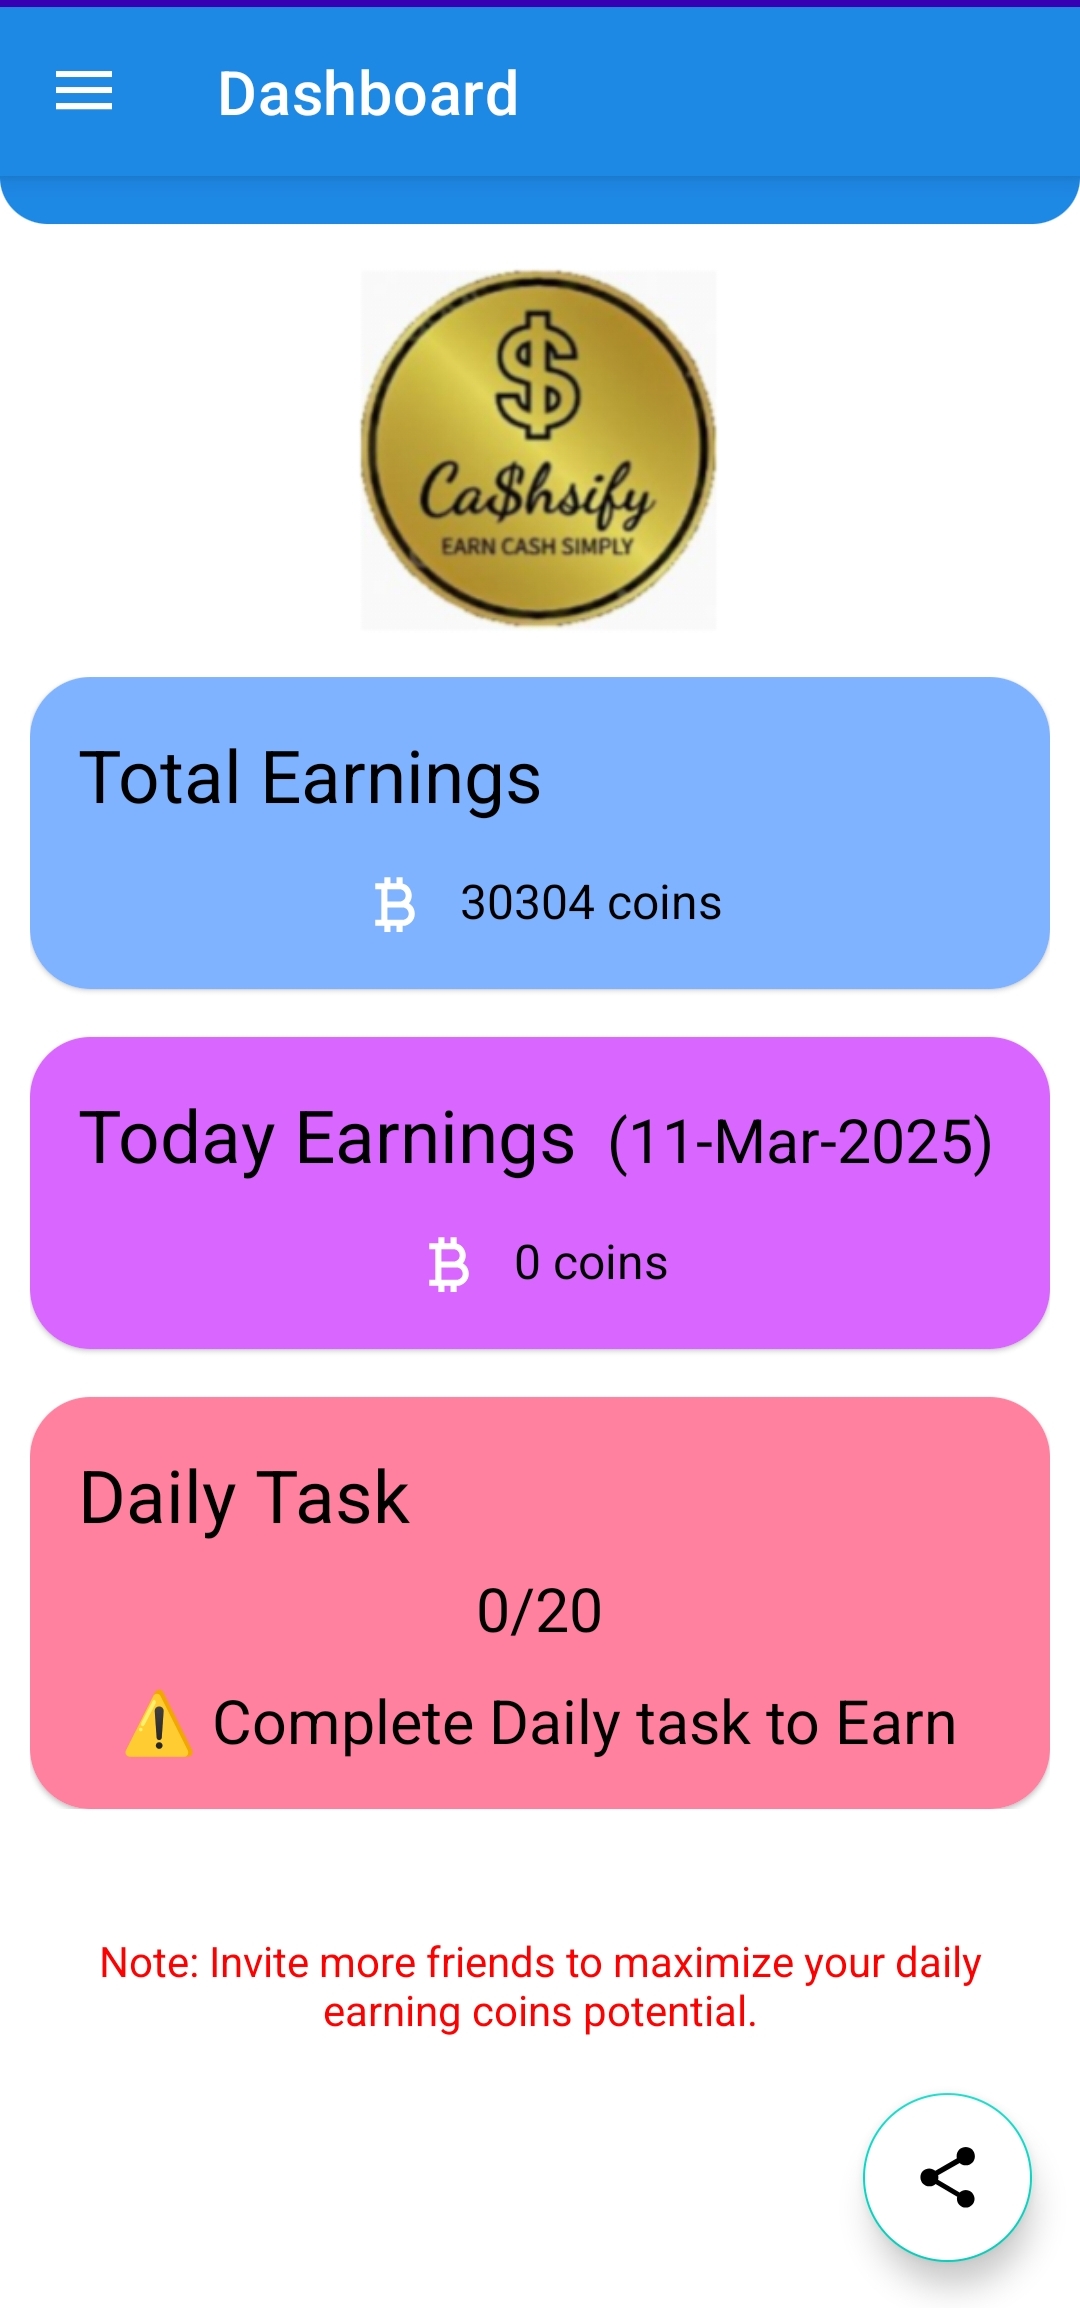 Dashboard
$
Ca$hsify
EARN CASH SIMPLY
Total Earnings
30304 coins
Today Earnings (11-Mar-2025)
0 coins
Daily Task
0/20
⚠️ Complete Daily task to Earn
Note: Invite more friends to maximize your daily
earning coins potential.